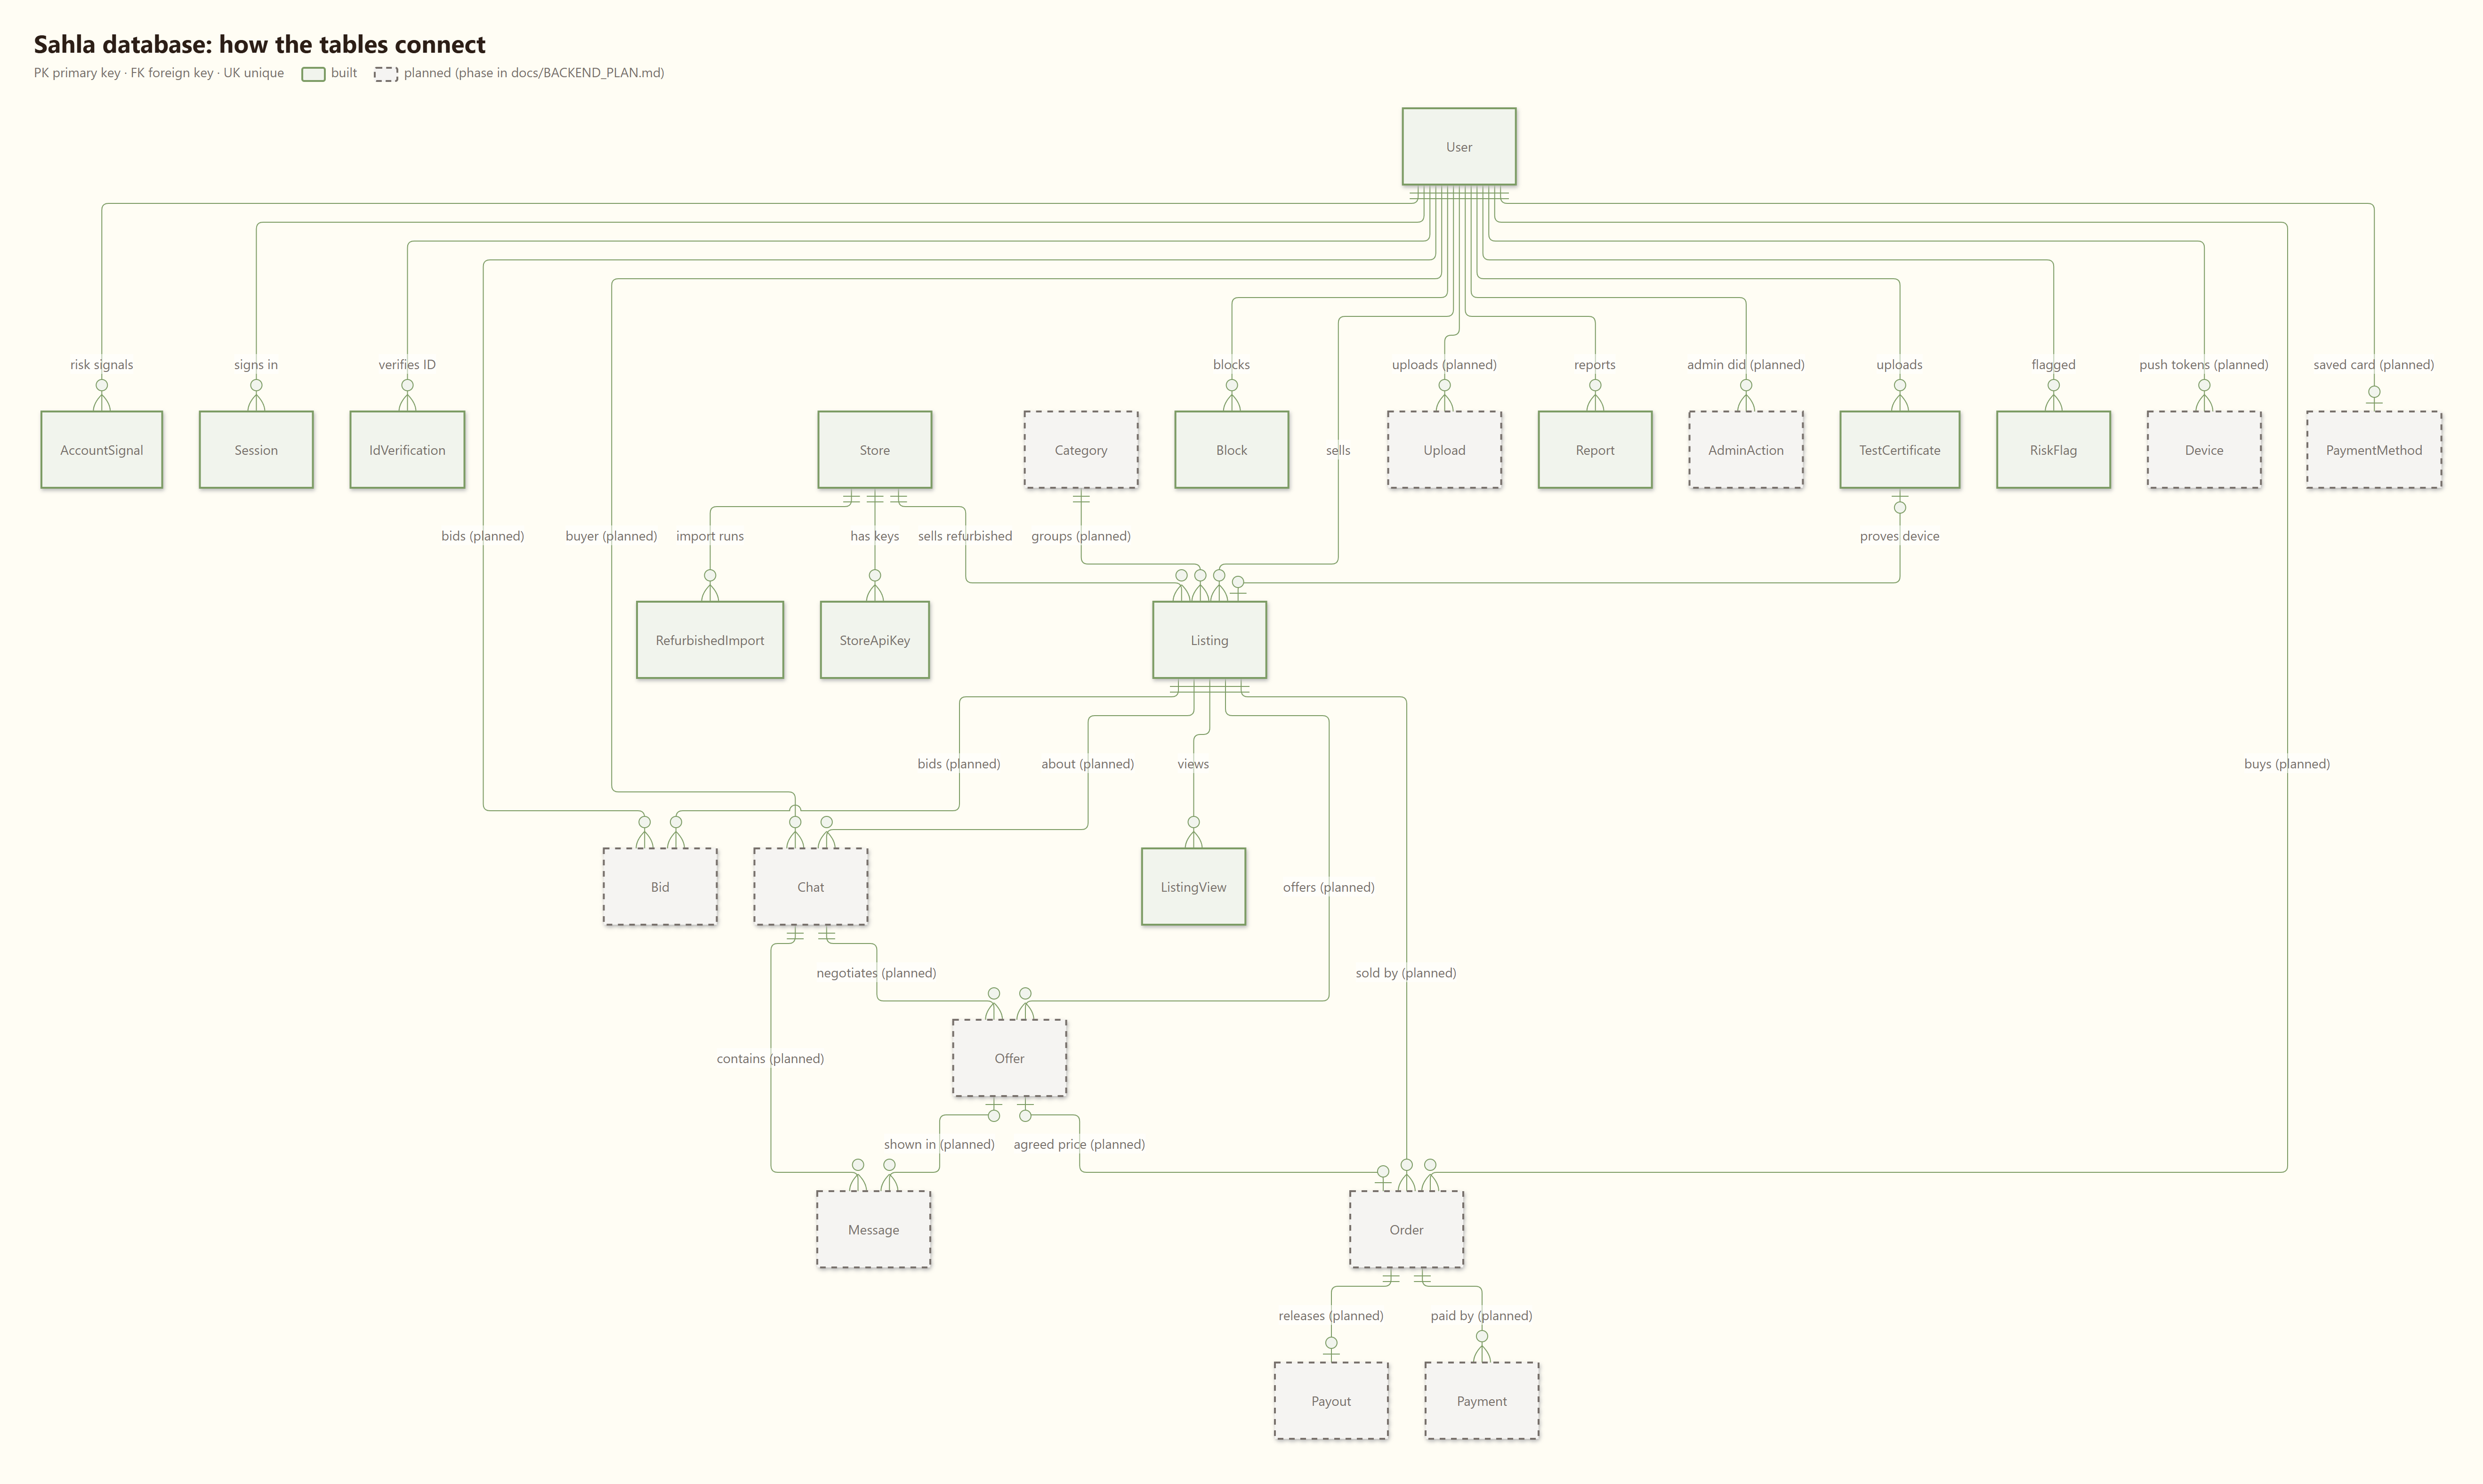 Sahla database: how the tables connect
PK primary key · FK foreign key · UK unique built planned (phase in docs/BACKEND_PLAN.md)
User
risk signals signs in verifies ID blocks uploads (planned) reports admin did (planned) uploads flagged push tokens (planned) saved card (planned)
AccountSignal Session IdVerification Store Category Block sells Upload Report AdminAction TestCertificate RiskFlag Device PaymentMethod
bids (planned) buyer (planned) import runs has keys sells refurbished groups (planned) proves device
RefurbishedImport StoreApiKey Listing
bids (planned) about (planned) views buys (planned)
Bid Chat ListingView offers (planned)
negotiates (planned) sold by (planned)
contains (planned) Offer
shown in (planned) agreed price (planned)
Message Order
releases (planned) paid by (planned)
Payout Payment